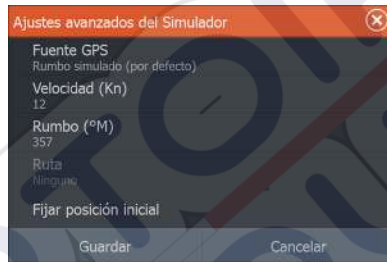 Ajustes avanzados del Simulador
Fuente GPS
Rumbo simulado (por defecto)
Velocidad (Kn)
12
Rumbo (°M)
357
Ruta
Ninguno
Fijar posición inicial
Guardar
Cancelar